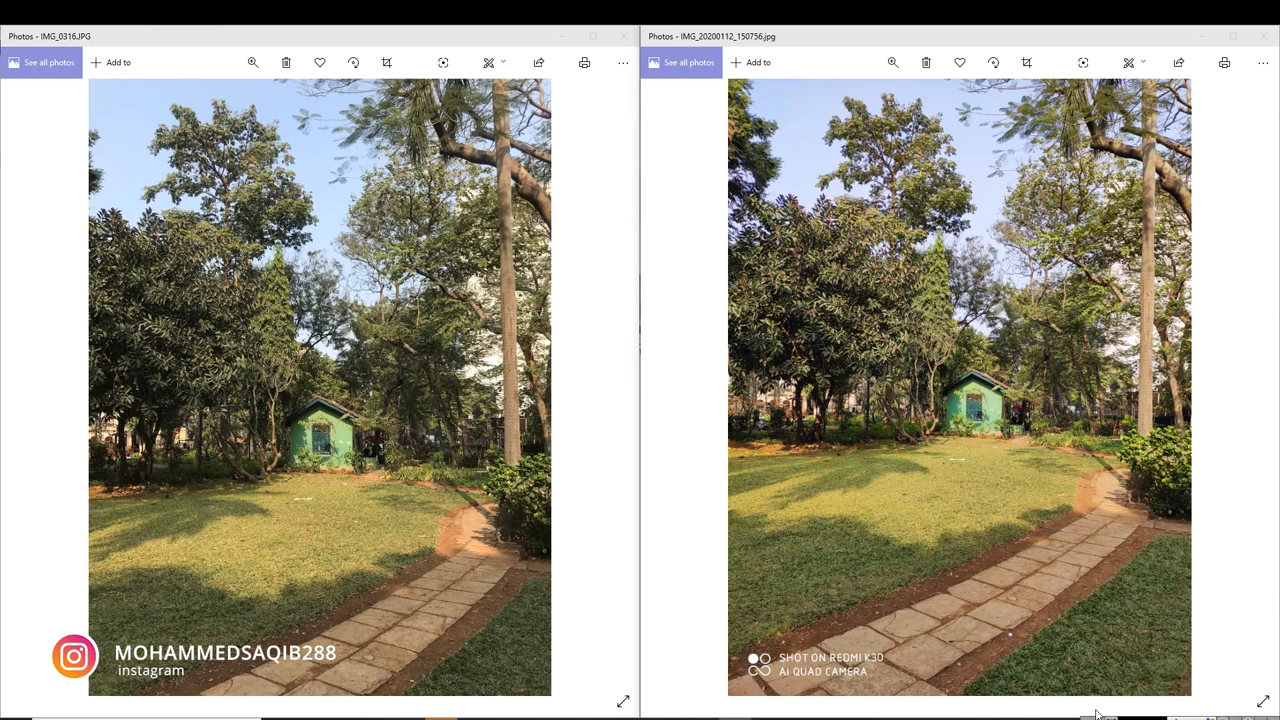 Photos - IMG_0316.JPG
See all photos
Add to
MOHAMMEDSAQIB288
instagram
Photos - IMG_20200112_150756.jpg
See all photos
Add to
SHOT ON REDMI K30
AI QUAD CAMERA